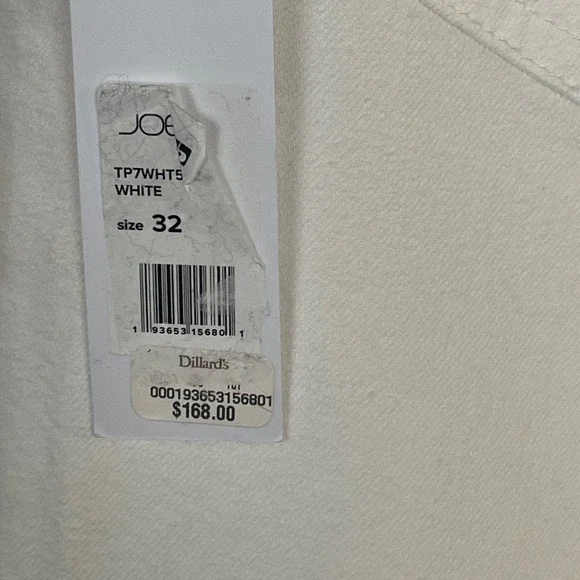 JOE
TP7WHT5
WHITE
size 32
1 93653 15680 1
Dillard's
000193653156801
$168.00